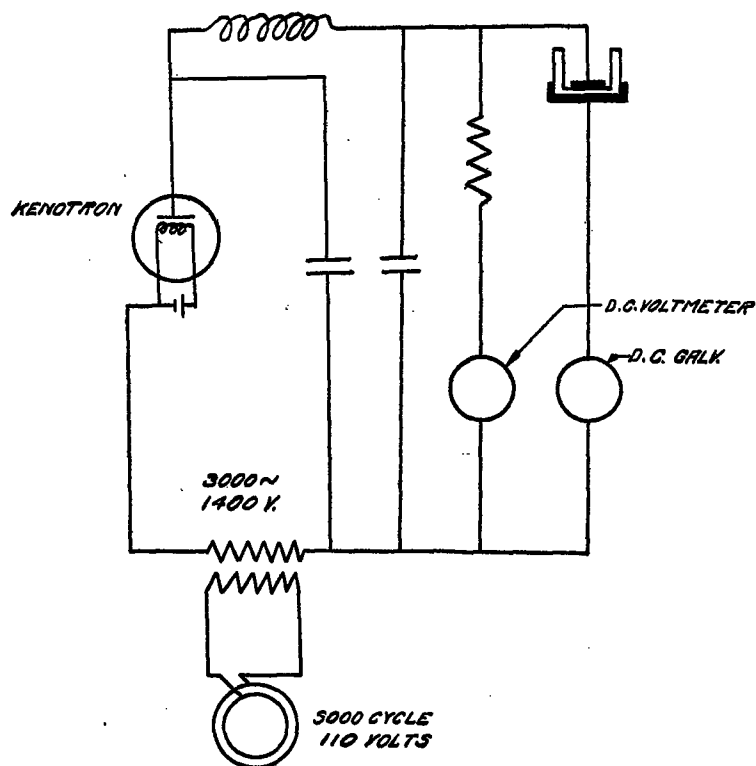 KENOTRON
D.C. VOLTMETER
D.C. GALV.
3000~
1400 V.
3000 CYCLE
110 VOLTS